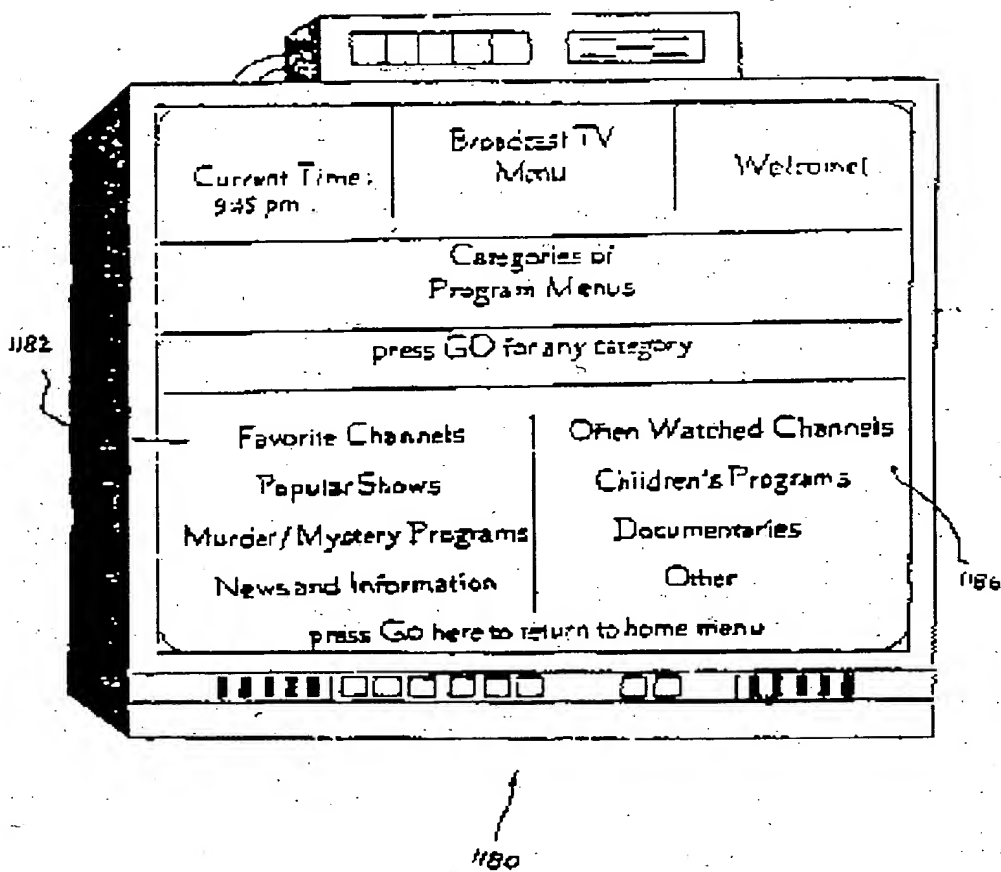 Current Time:
9:45 pm
Broadcast TV
Menu
Welcome!
Categories of
Program Menus
press GO for any category
1182
Favorite Channels
Popular Shows
Murder/Mystery Programs
News and Information
Often Watched Channels
Children's Programs
Documentaries
Other
1186
press Go here to return to home menu
1180